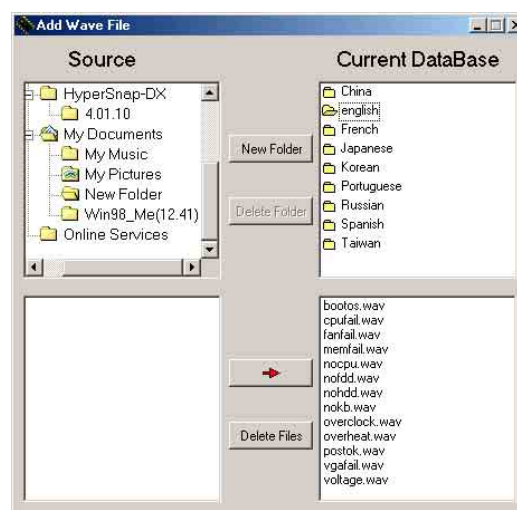 Add Wave File
Source
Current DataBase
HyperSnap-DX
4.01.10
My Documents
My Music
My Pictures
New Folder
Win98_Me(12.41)
Online Services
New Folder
Delete Folder
China
english
French
Japanese
Korean
Portuguese
Russian
Spanish
Taiwan
Delete Files
bootos.wav
cpufail.wav
fanfail.wav
memfail.wav
nocpu.wav
nofdd.wav
nohdd.wav
nokb.wav
overclock.wav
overheat.wav
postok.wav
vgafail.wav
voltage.wav